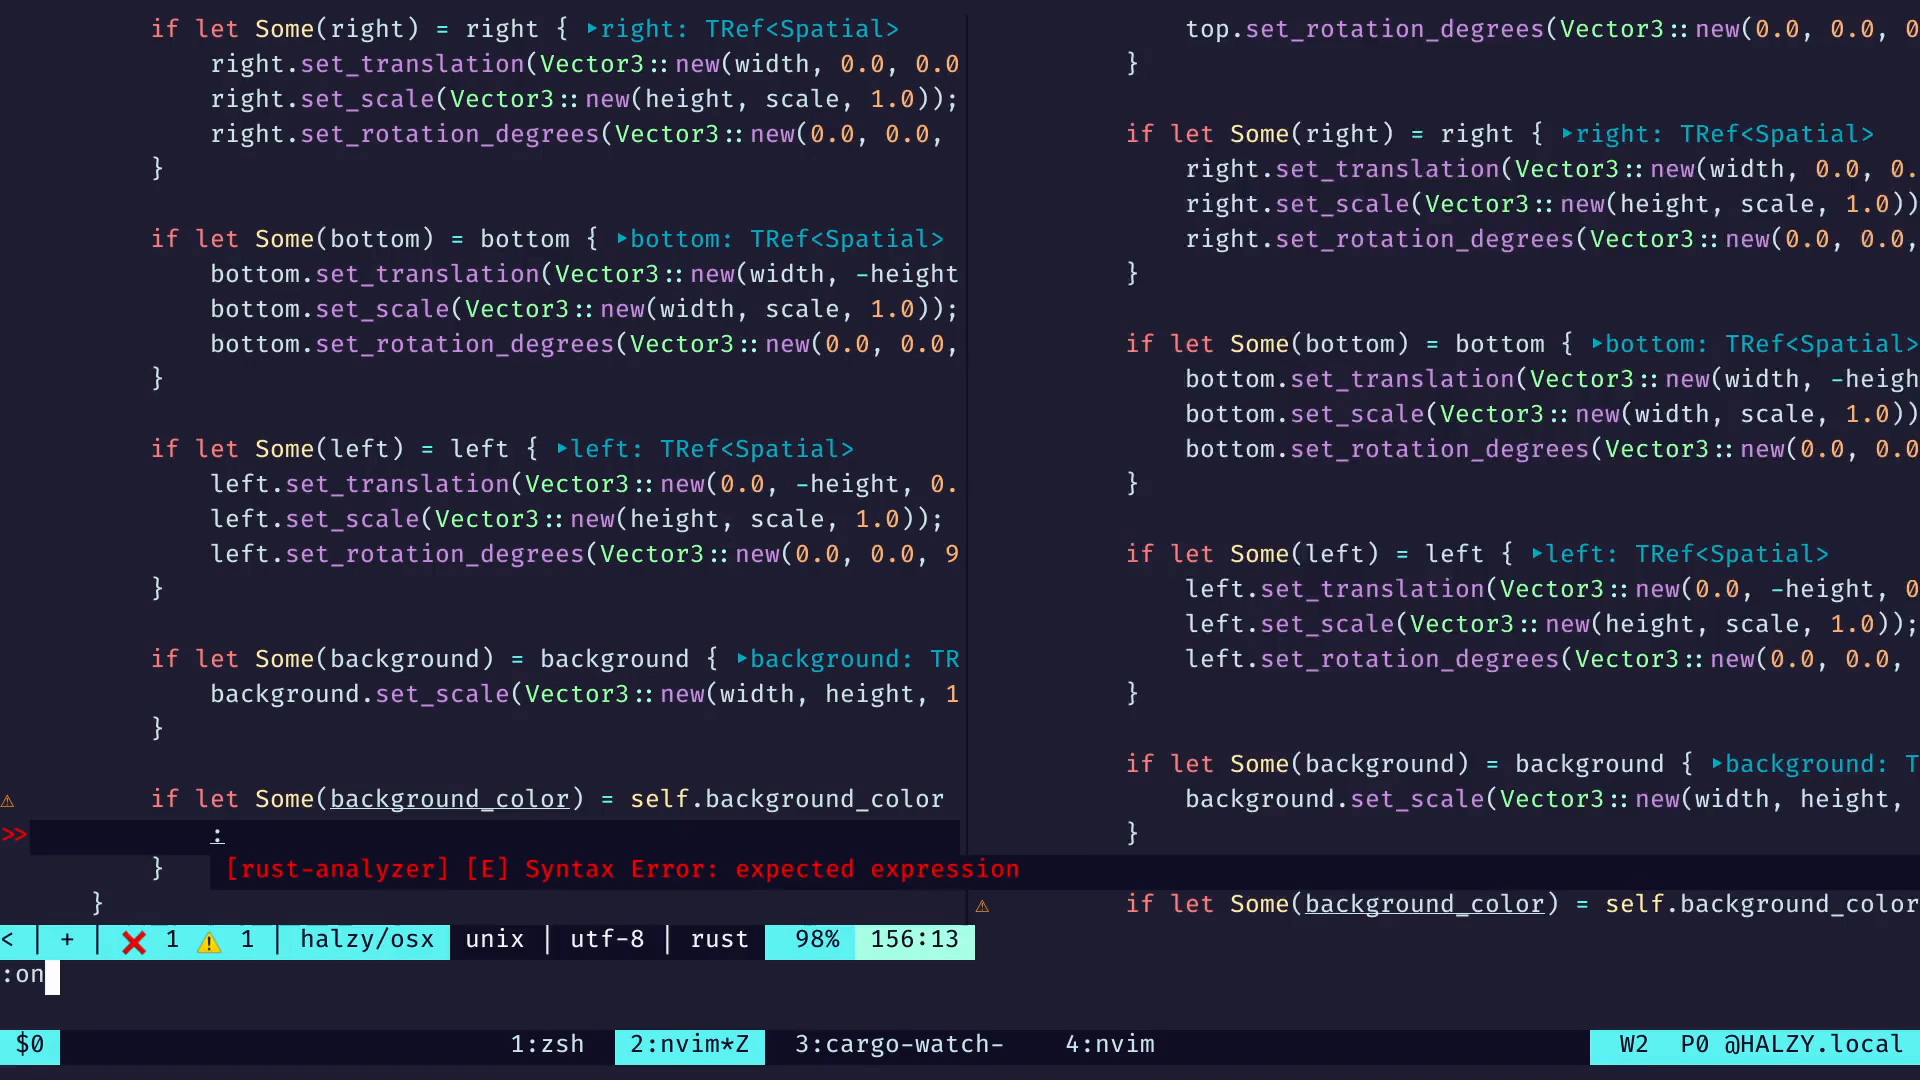 if let Some(right) = right { ‣right: TRef<Spatial>
right.set_translation(Vector3::new(width, 0.0, 0.0
right.set_scale(Vector3::new(height, scale, 1.0));
right.set_rotation_degrees(Vector3::new(0.0, 0.0,
}
if let Some(bottom) = bottom { ‣bottom: TRef<Spatial>
bottom.set_translation(Vector3::new(width, -height
bottom.set_scale(Vector3::new(width, scale, 1.0));
bottom.set_rotation_degrees(Vector3::new(0.0, 0.0,
}
if let Some(left) = left { ‣left: TRef<Spatial>
left.set_translation(Vector3::new(0.0, -height, 0.
left.set_scale(Vector3::new(height, scale, 1.0));
left.set_rotation_degrees(Vector3::new(0.0, 0.0, 9
}
if let Some(background) = background { ‣background: TR
background.set_scale(Vector3::new(width, height, 1
}
⚠ if let Some(background_color) = self.background_color
>> :
} [rust-analyzer] [E] Syntax Error: expected expression
}
top.set_rotation_degrees(Vector3::new(0.0, 0.0, 0
}
if let Some(right) = right { ‣right: TRef<Spatial>
right.set_translation(Vector3::new(width, 0.0, 0.
right.set_scale(Vector3::new(height, scale, 1.0))
right.set_rotation_degrees(Vector3::new(0.0, 0.0,
}
if let Some(bottom) = bottom { ‣bottom: TRef<Spatial>
bottom.set_translation(Vector3::new(width, -heigh
bottom.set_scale(Vector3::new(width, scale, 1.0))
bottom.set_rotation_degrees(Vector3::new(0.0, 0.0
}
if let Some(left) = left { ‣left: TRef<Spatial>
left.set_translation(Vector3::new(0.0, -height, 0
left.set_scale(Vector3::new(height, scale, 1.0));
left.set_rotation_degrees(Vector3::new(0.0, 0.0,
}
if let Some(background) = background { ‣background: T
background.set_scale(Vector3::new(width, height,
}
⚠ if let Some(background_color) = self.background_color
< | + | ❌ 1 ⚠ 1 | halzy/osx unix | utf-8 | rust 98% 156:13
:on
$0 1:zsh 2:nvim*Z 3:cargo-watch- 4:nvim W2 P0 @HALZY.local